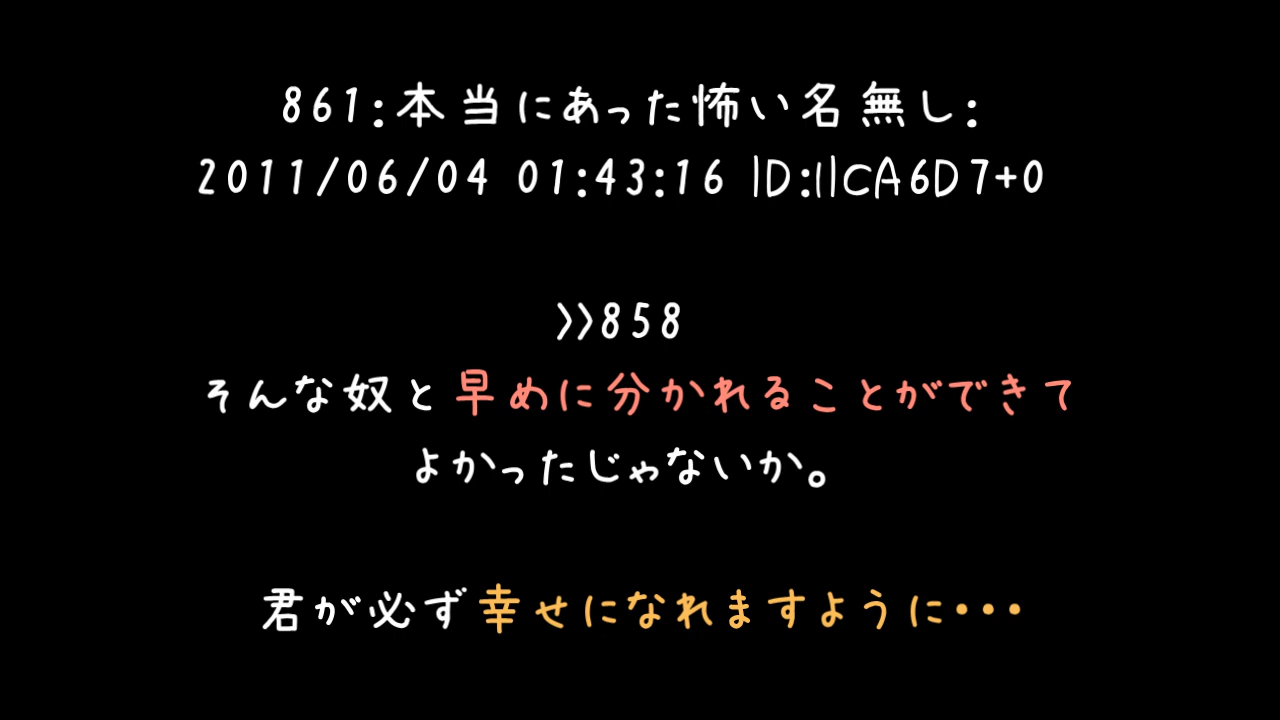 861:本当にあった怖い名無し:
2011/06/04 01:43:16 ID:llcA6D7+0
>>858
そんな奴と早めに分かれることができて
よかったじゃないか。
君が必ず幸せになれますように・・・